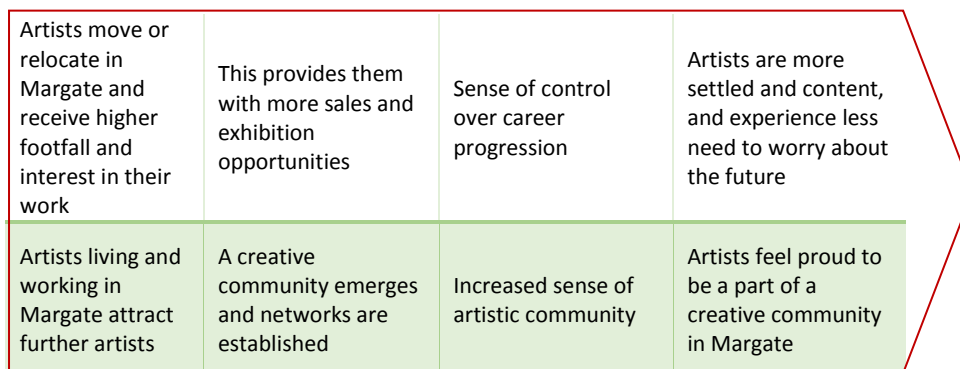 Artists move or
relocate in
Margate and
receive higher
footfall and
interest in their
work
This provides them
with more sales and
exhibition
opportunities
Sense of control
over career
progression
Artists are more
settled and content,
and experience less
need to worry about
the future
Artists living and
working in
Margate attract
further artists
A creative
community emerges
and networks are
established
Increased sense of
artistic community
Artists feel proud to
be a part of a
creative community
in Margate